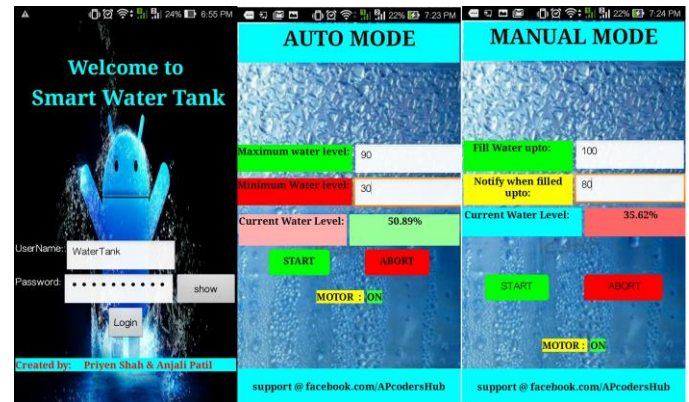 24% 6:55 PM
Welcome to
Smart Water Tank
UserName:
WaterTank
Password:
show
Login
Created by: Priyen Shah & Anjali Patil
22% 7:23 PM
AUTO MODE
Maximum water level:
90
Minimum Water level:
30
Current Water Level:
50.89%
START
ABORT
MOTOR : ON
support @ facebook.com/APcodersHub
22% 7:24 PM
MANUAL MODE
Fill Water upto:
100
Notify when filled
upto:
80
Current Water Level:
35.62%
START
ABORT
MOTOR : ON
support @ facebook.com/APcodersHub